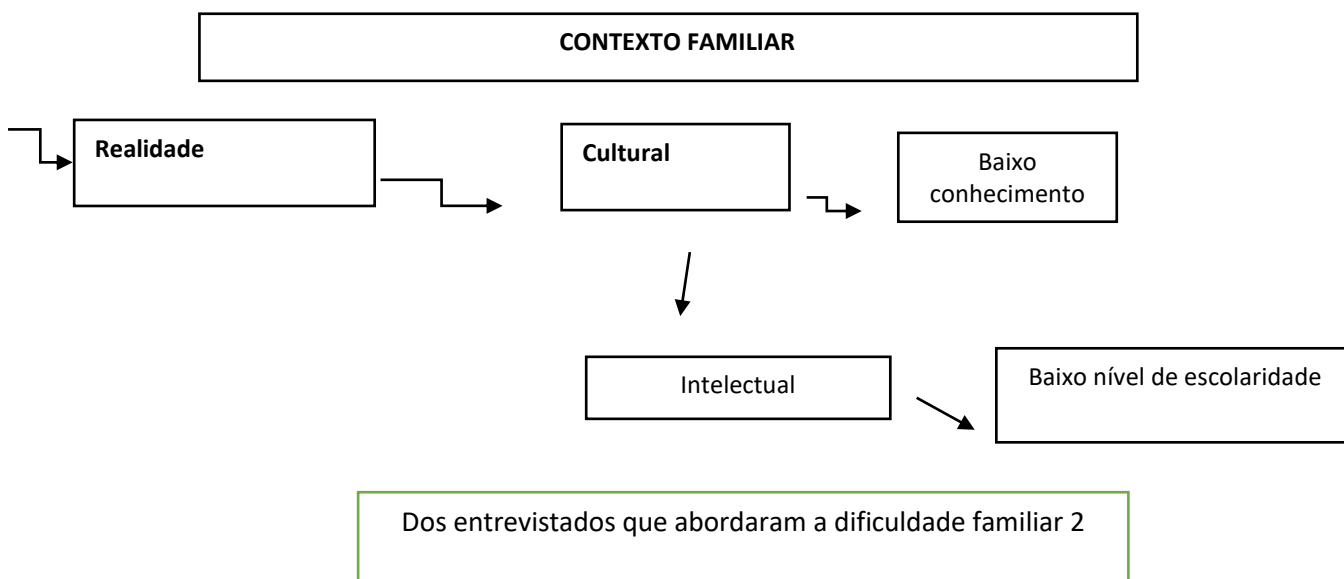 CONTEXTO FAMILIAR
Realidade
Cultural
Baixo
conhecimento
Intelectual
Baixo nível de escolaridade
Dos entrevistados que abordaram a dificuldade familiar 2